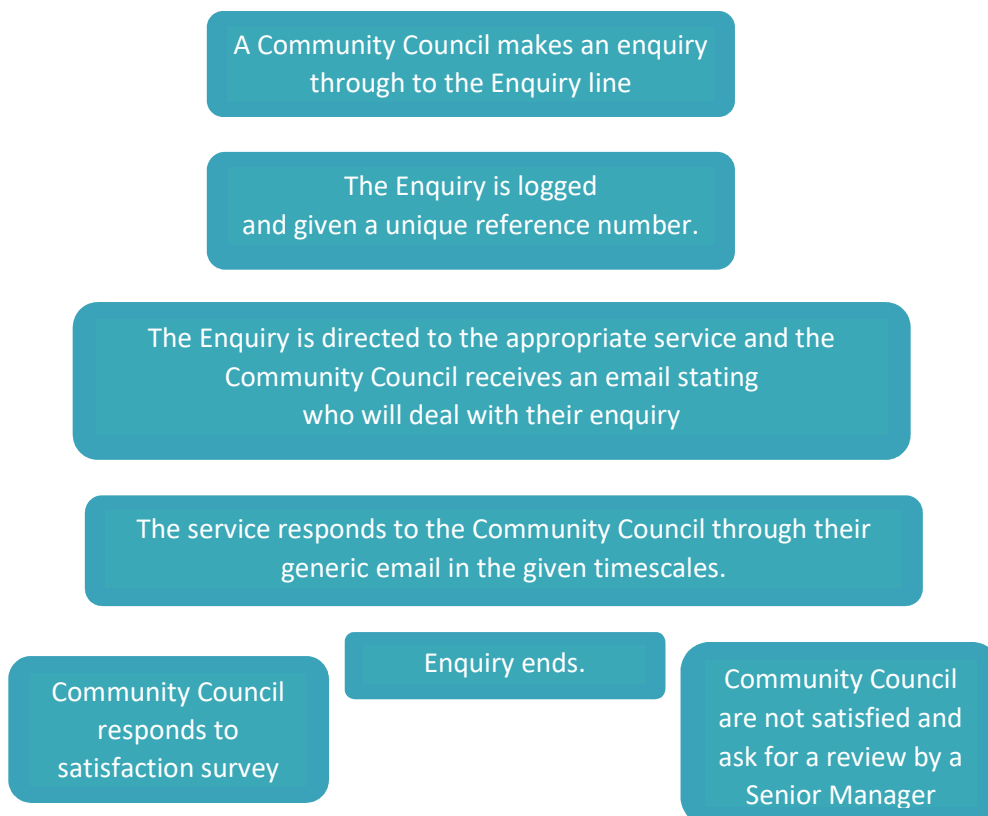 A Community Council makes an enquiry
through to the Enquiry line
The Enquiry is logged
and given a unique reference number.
The Enquiry is directed to the appropriate service and the
Community Council receives an email stating
who will deal with their enquiry
The service responds to the Community Council through their
generic email in the given timescales.
Enquiry ends.
Community Council
responds to
satisfaction survey
Community Council
are not satisfied and
ask for a review by a
Senior Manager